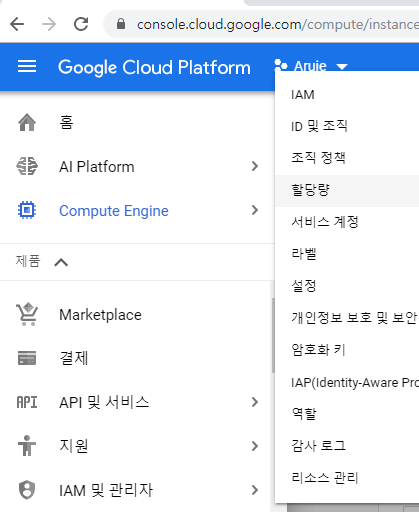 console.cloud.google.com/compute/instance
Google Cloud Platform
Aruie
홈
AI Platform
Compute Engine
제품
Marketplace
결제
API 및 서비스
지원
IAM 및 관리자
IAM
ID 및 조직
조직 정책
할당량
서비스 계정
라벨
설정
개인정보 보호 및 보안
암호화 키
IAP(Identity-Aware Pro
역할
감사 로그
리소스 관리